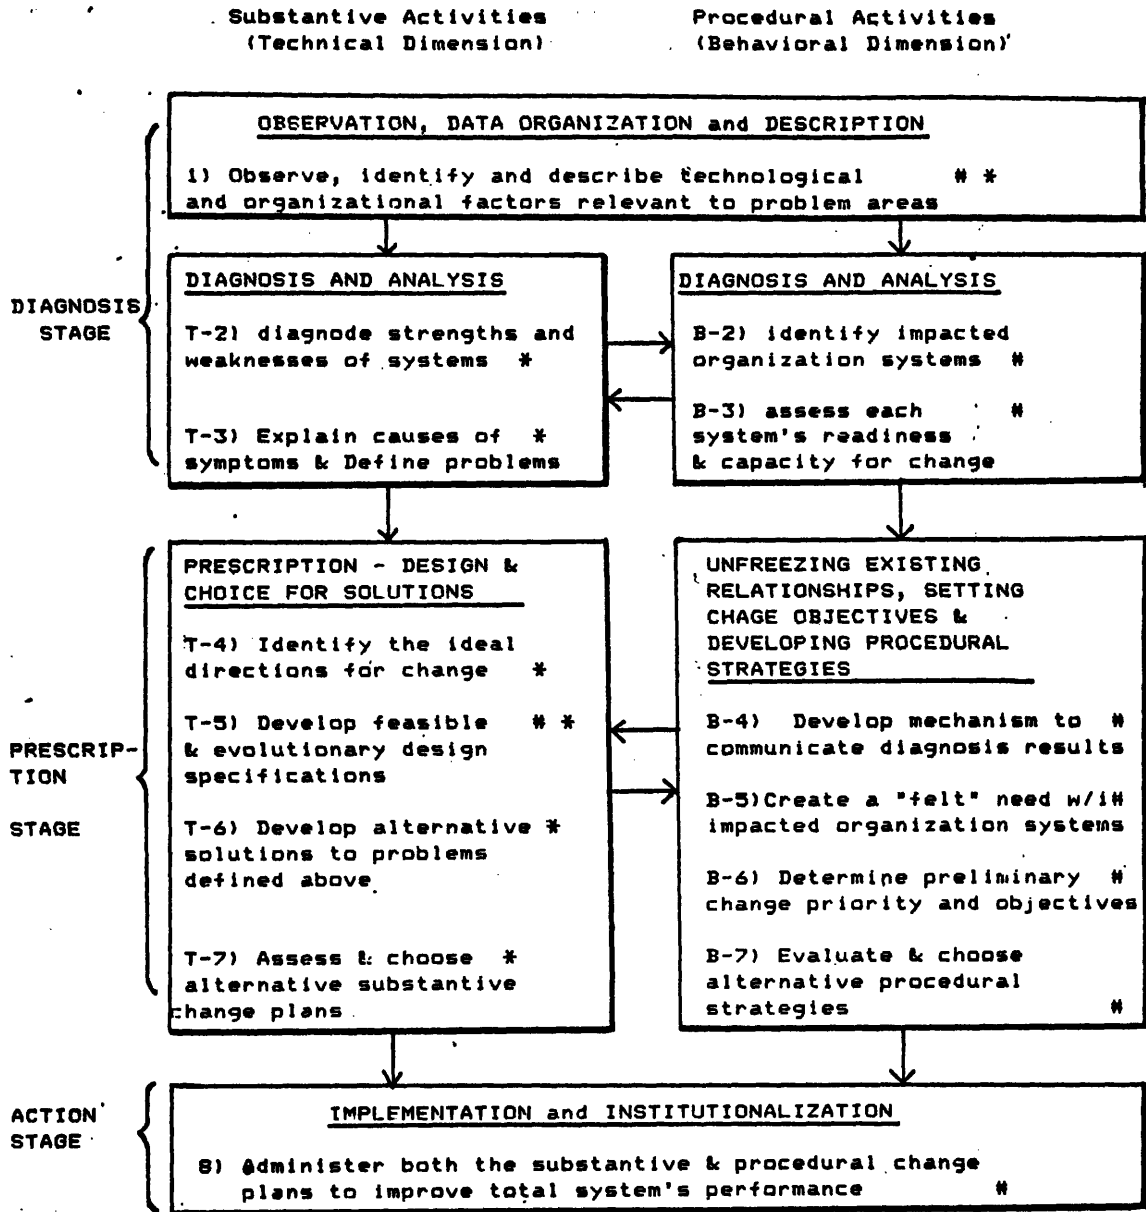 Substantive Activities
(Technical Dimension)
Procedural Activities
(Behavioral Dimension)
DIAGNOSIS
STAGE
OBSERVATION, DATA ORGANIZATION and DESCRIPTION
1) Observe, identify and describe technological # *
and organizational factors relevant to problem areas
DIAGNOSIS AND ANALYSIS
T-2) diagnode strengths and
weaknesses of systems *
T-3) Explain causes of *
symptoms & Define problems
DIAGNOSIS AND ANALYSIS
B-2) identify impacted
organization systems #
B-3) assess each #
system's readiness
& capacity for change
PRESCRIP-
TION
STAGE
PRESCRIPTION - DESIGN &
CHOICE FOR SOLUTIONS
T-4) Identify the ideal
directions for change *
T-5) Develop feasible # *
& evolutionary design
specifications
T-6) Develop alternative *
solutions to problems
defined above
T-7) Assess & choose *
alternative substantive
change plans
UNFREEZING EXISTING
RELATIONSHIPS, SETTING
CHAGE OBJECTIVES &
DEVELOPING PROCEDURAL
STRATEGIES
B-4) Develop mechanism to #
communicate diagnosis results
B-5)Create a "felt" need w/i#
impacted organization systems
B-6) Determine preliminary #
change priority and objectives
B-7) Evaluate & choose
alternative procedural
strategies #
ACTION
STAGE
IMPLEMENTATION and INSTITUTIONALIZATION
8) Administer both the substantive & procedural change
plans to improve total system's performance #